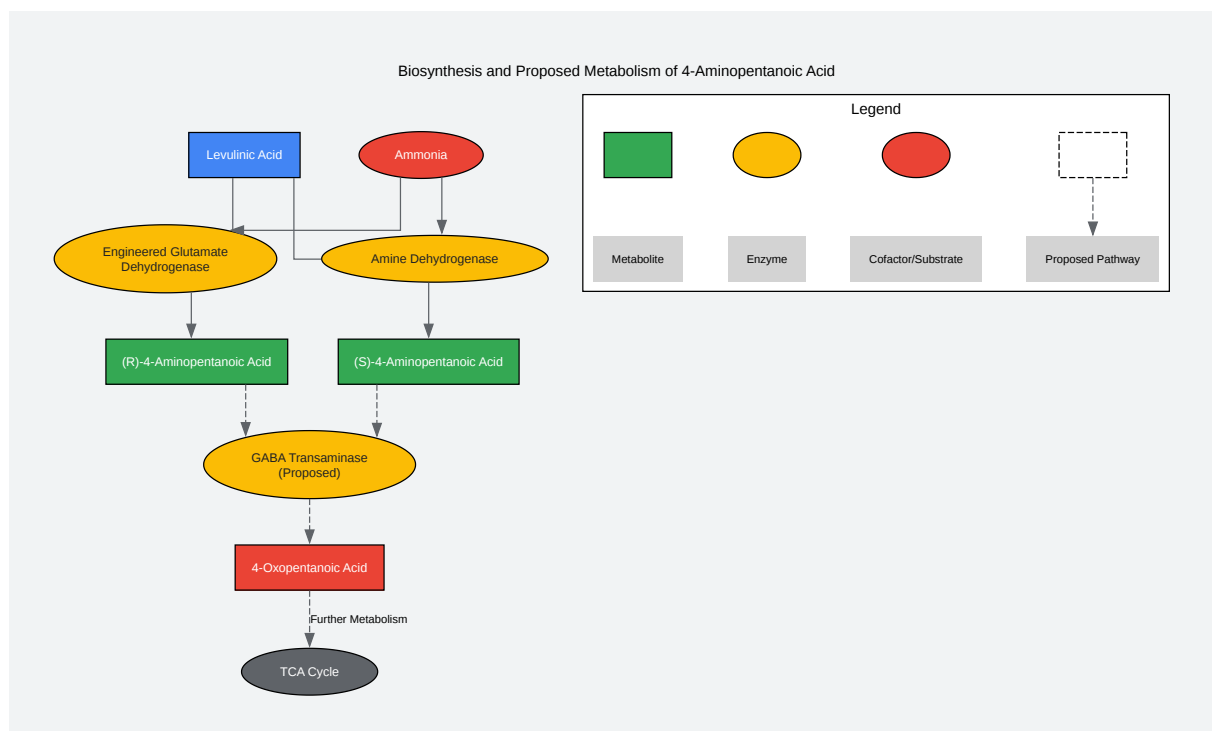 Biosynthesis and Proposed Metabolism of 4-Aminopentanoic Acid
Legend
Levulinic Acid
Ammonia
Engineered Glutamate
Dehydrogenase
Amine Dehydrogenase
Metabolite
Enzyme
Cofactor/Substrate
Proposed Pathway
(R)-4-Aminopentanoic Acid
(S)-4-Aminopentanoic Acid
GABA Transaminase
(Proposed)
4-Oxopentanoic Acid
Further Metabolism
TCA Cycle